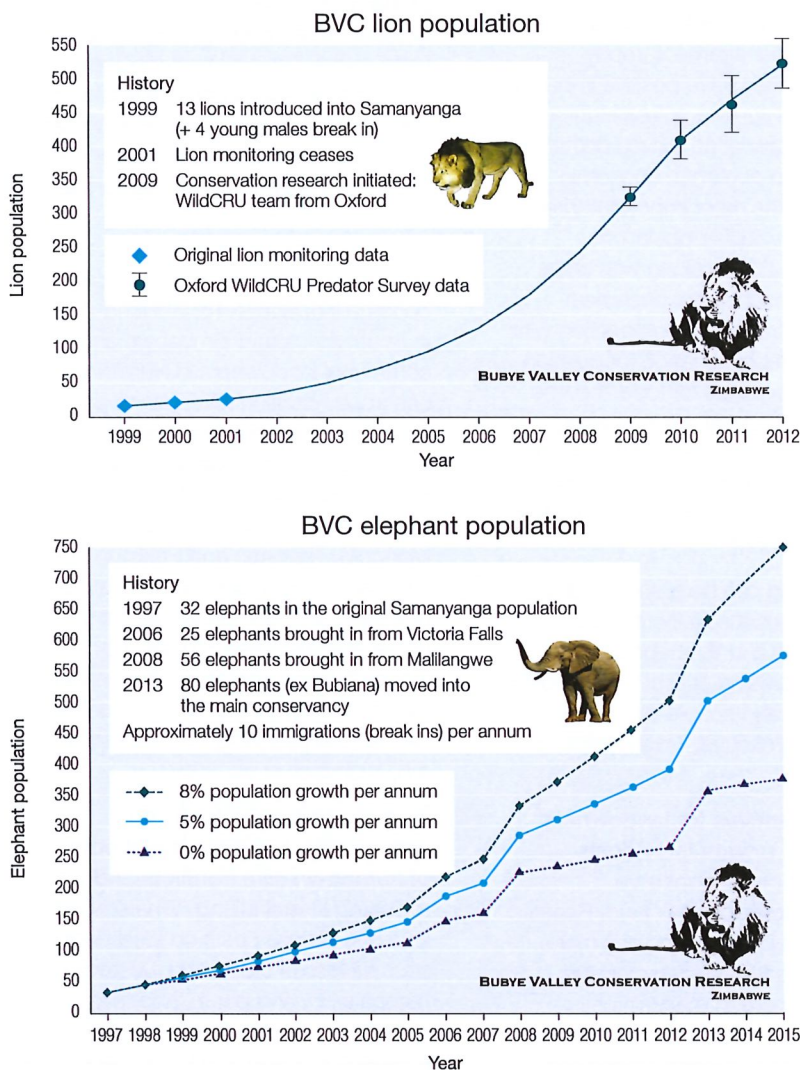 BVC lion population
550
500
450
400
350
300
250
200
150
100
50
0
Lion population
History
1999 13 lions introduced into Samanyanga
(+ 4 young males break in)
2001 Lion monitoring ceases
2009 Conservation research initiated:
WildCRU team from Oxford
Original lion monitoring data
Oxford WildCRU Predator Survey data
BUBYE VALLEY CONSERVATION RESEARCH
ZIMBABWE
1999 2000 2001 2002 2003 2004 2005 2006 2007 2008 2009 2010 2011 2012
Year
BVC elephant population
750
700
650
600
550
500
450
400
350
300
250
200
150
100
50
0
Elephant population
History
1997 32 elephants in the original Samanyanga population
2006 25 elephants brought in from Victoria Falls
2008 56 elephants brought in from Malilangwe
2013 80 elephants (ex Bubiana) moved into
the main conservancy
Approximately 10 immigrations (break ins) per annum
8% population growth per annum
5% population growth per annum
0% population growth per annum
BUBYE VALLEY CONSERVATION RESEARCH
ZIMBABWE
1997 1998 1999 2000 2001 2002 2003 2004 2005 2006 2007 2008 2009 2010 2011 2012 2013 2014 2015
Year